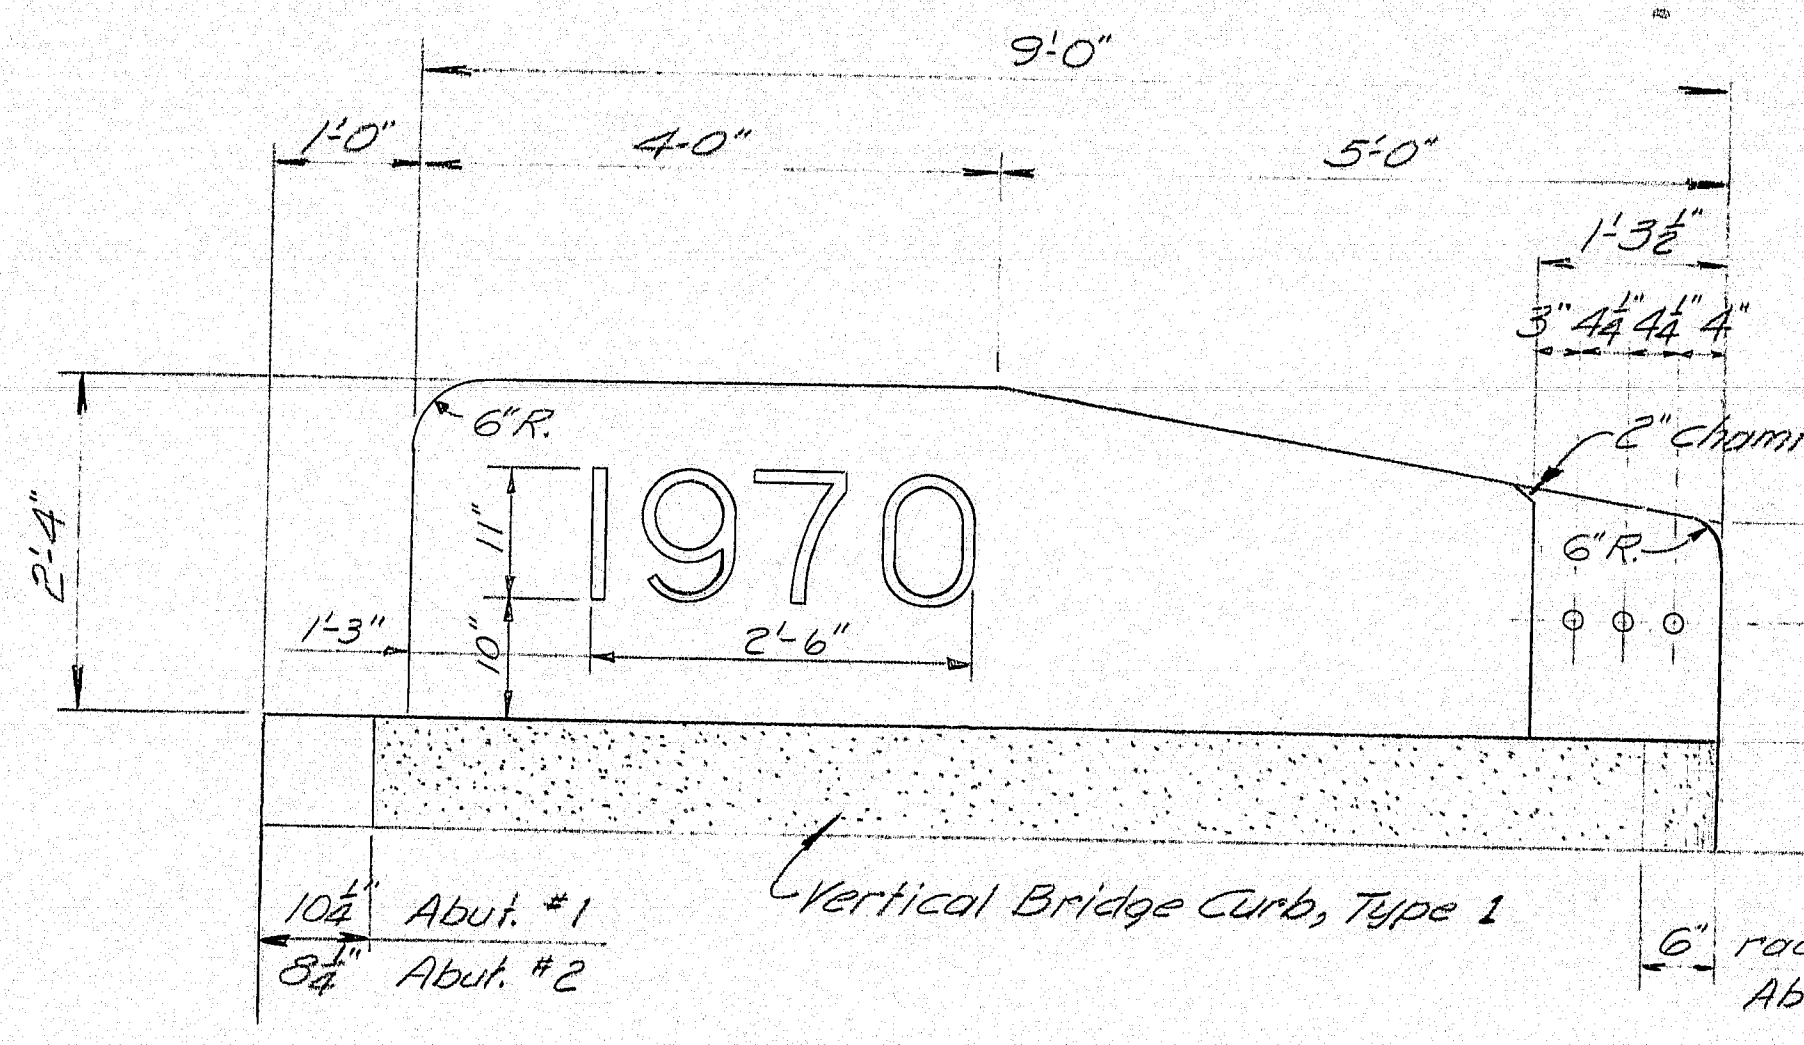 9'-0"
1'-0" 4-0" 5'-0"
1'-3½"
3" 4¼" 4¼" 4"
6"R.
2'-4"
11"
1970
6"R.
1'-3"
10"
2'-6"
Vertical Bridge Curb, Type 1
10¼" Abut. #1
8¼" Abut. #2
6"
2"